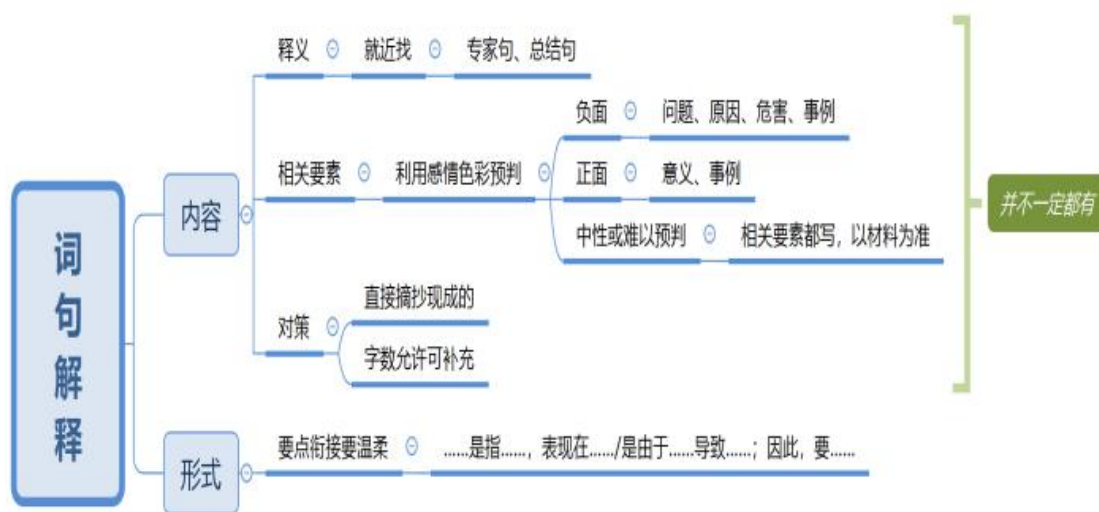 词句解释
内容
释义
就近找
专家句、总结句
相关要素
利用感情色彩预判
负面
问题、原因、危害、事例
正面
意义、事例
中性或难以预判
相关要素都写，以材料为准
对策
直接摘抄现成的
字数允许可补充
并不一定都有
形式
要点衔接要温柔
......是指......，表现在....../是由于......导致......；因此，要......